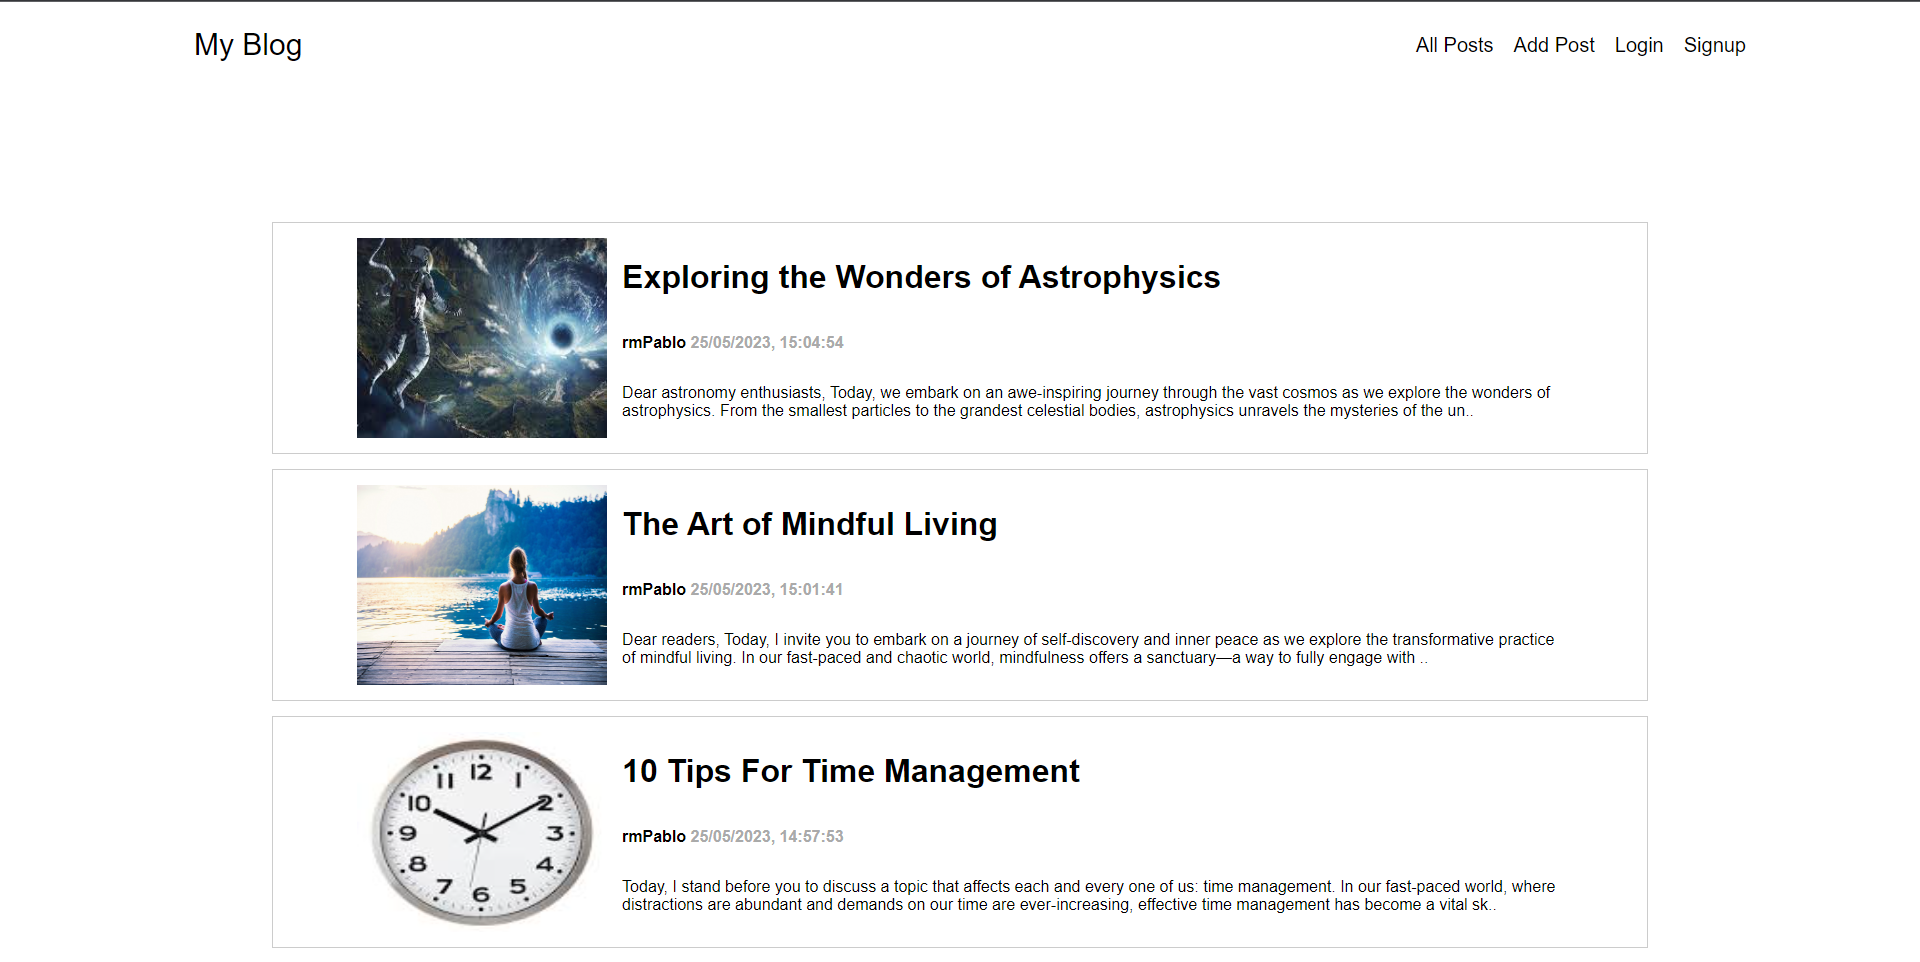 My Blog
All Posts Add Post Login Signup
Exploring the Wonders of Astrophysics
rmPablo 25/05/2023, 15:04:54
Dear astronomy enthusiasts, Today, we embark on an awe-inspiring journey through the vast cosmos as we explore the wonders of
astrophysics. From the smallest particles to the grandest celestial bodies, astrophysics unravels the mysteries of the un..
The Art of Mindful Living
rmPablo 25/05/2023, 15:01:41
Dear readers, Today, I invite you to embark on a journey of self-discovery and inner peace as we explore the transformative practice
of mindful living. In our fast-paced and chaotic world, mindfulness offers a sanctuary—a way to fully engage with ..
12
11 1
10 2
9 3
8 4
7 5
6
10 Tips For Time Management
rmPablo 25/05/2023, 14:57:53
Today, I stand before you to discuss a topic that affects each and every one of us: time management. In our fast-paced world, where
distractions are abundant and demands on our time are ever-increasing, effective time management has become a vital sk..